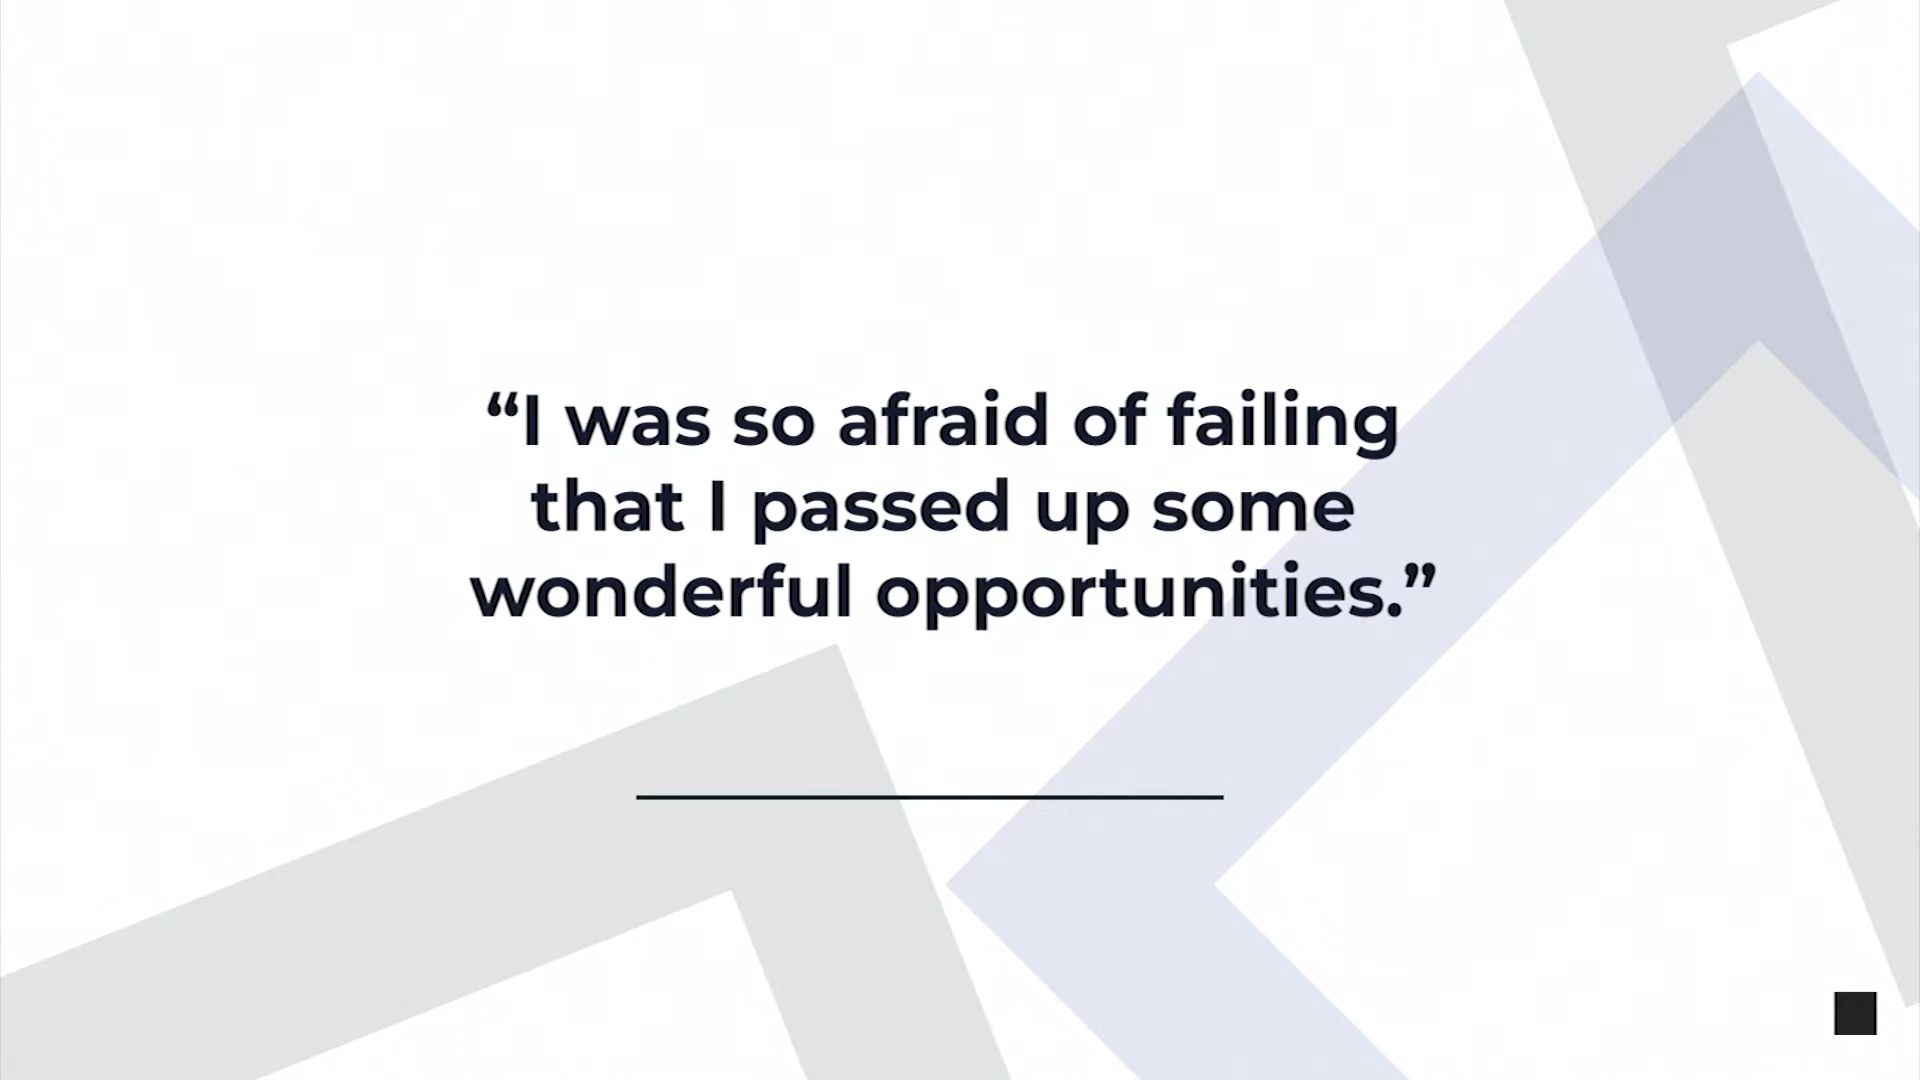 “I was so afraid of failing
that I passed up some
wonderful opportunities.”